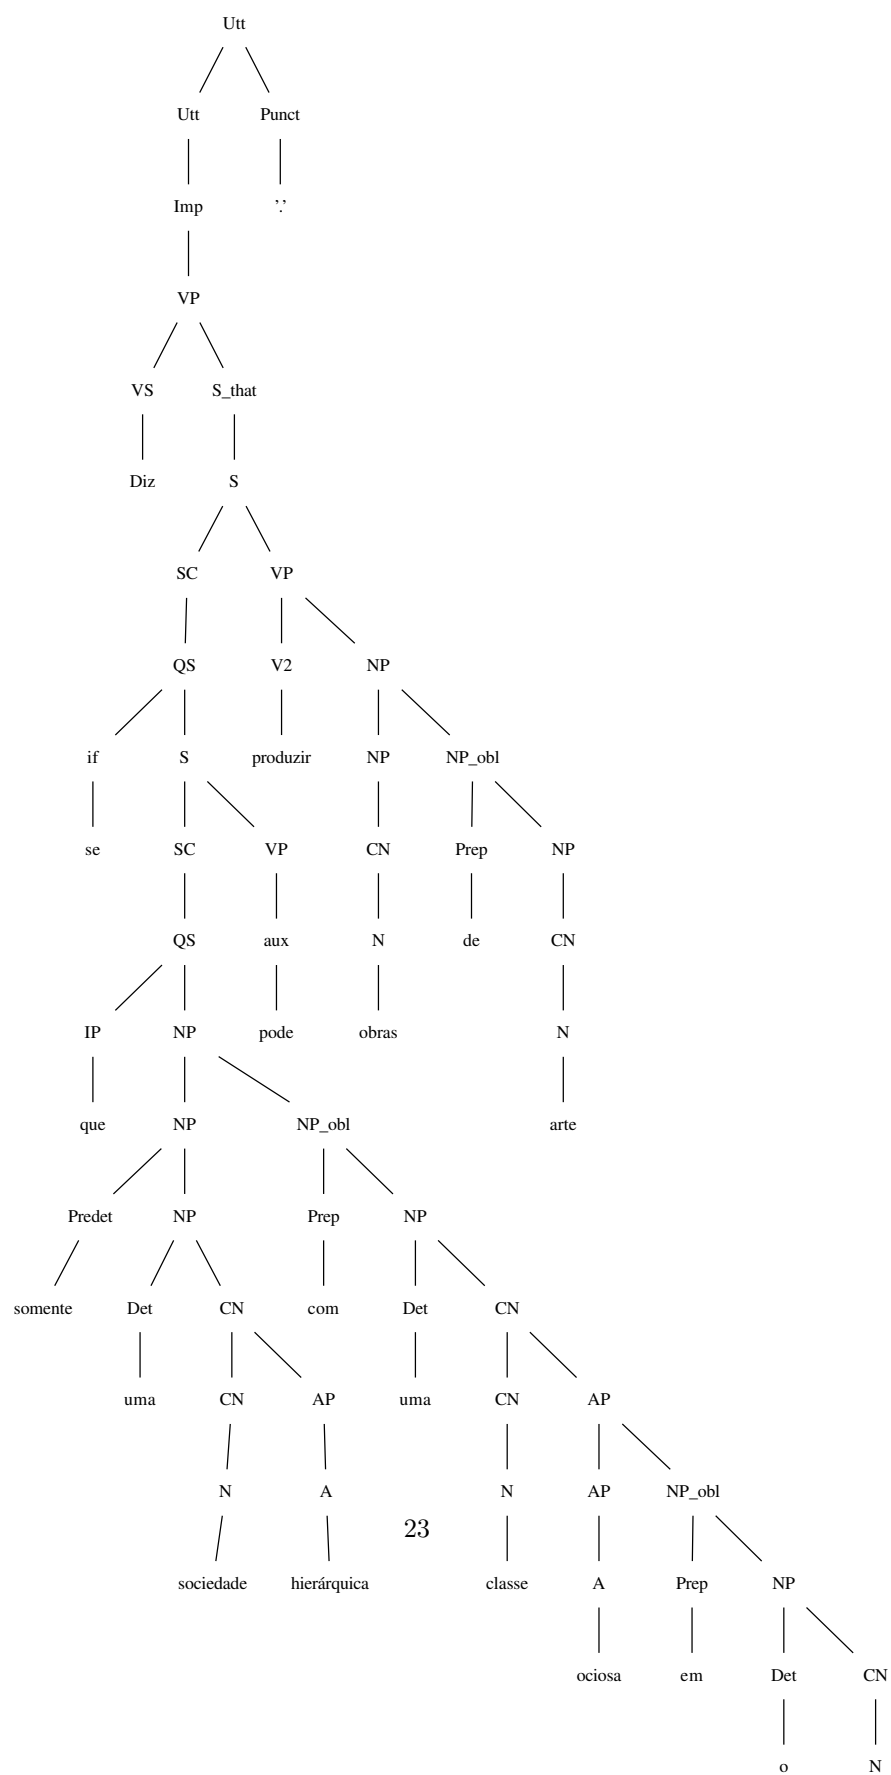 Utt
Utt Punct
Imp '.'
VP
VS S_that
Diz S
SC VP
QS V2 NP
if S produzir NP NP_obl
se SC VP CN Prep NP
QS aux N de CN
IP NP pode obras N
que NP NP_obl arte
Predet NP Prep NP
somente Det CN com Det CN
uma CN AP uma CN AP
N A N AP NP_obl
23
sociedade hierárquica classe A Prep NP
ociosa em Det CN
o N